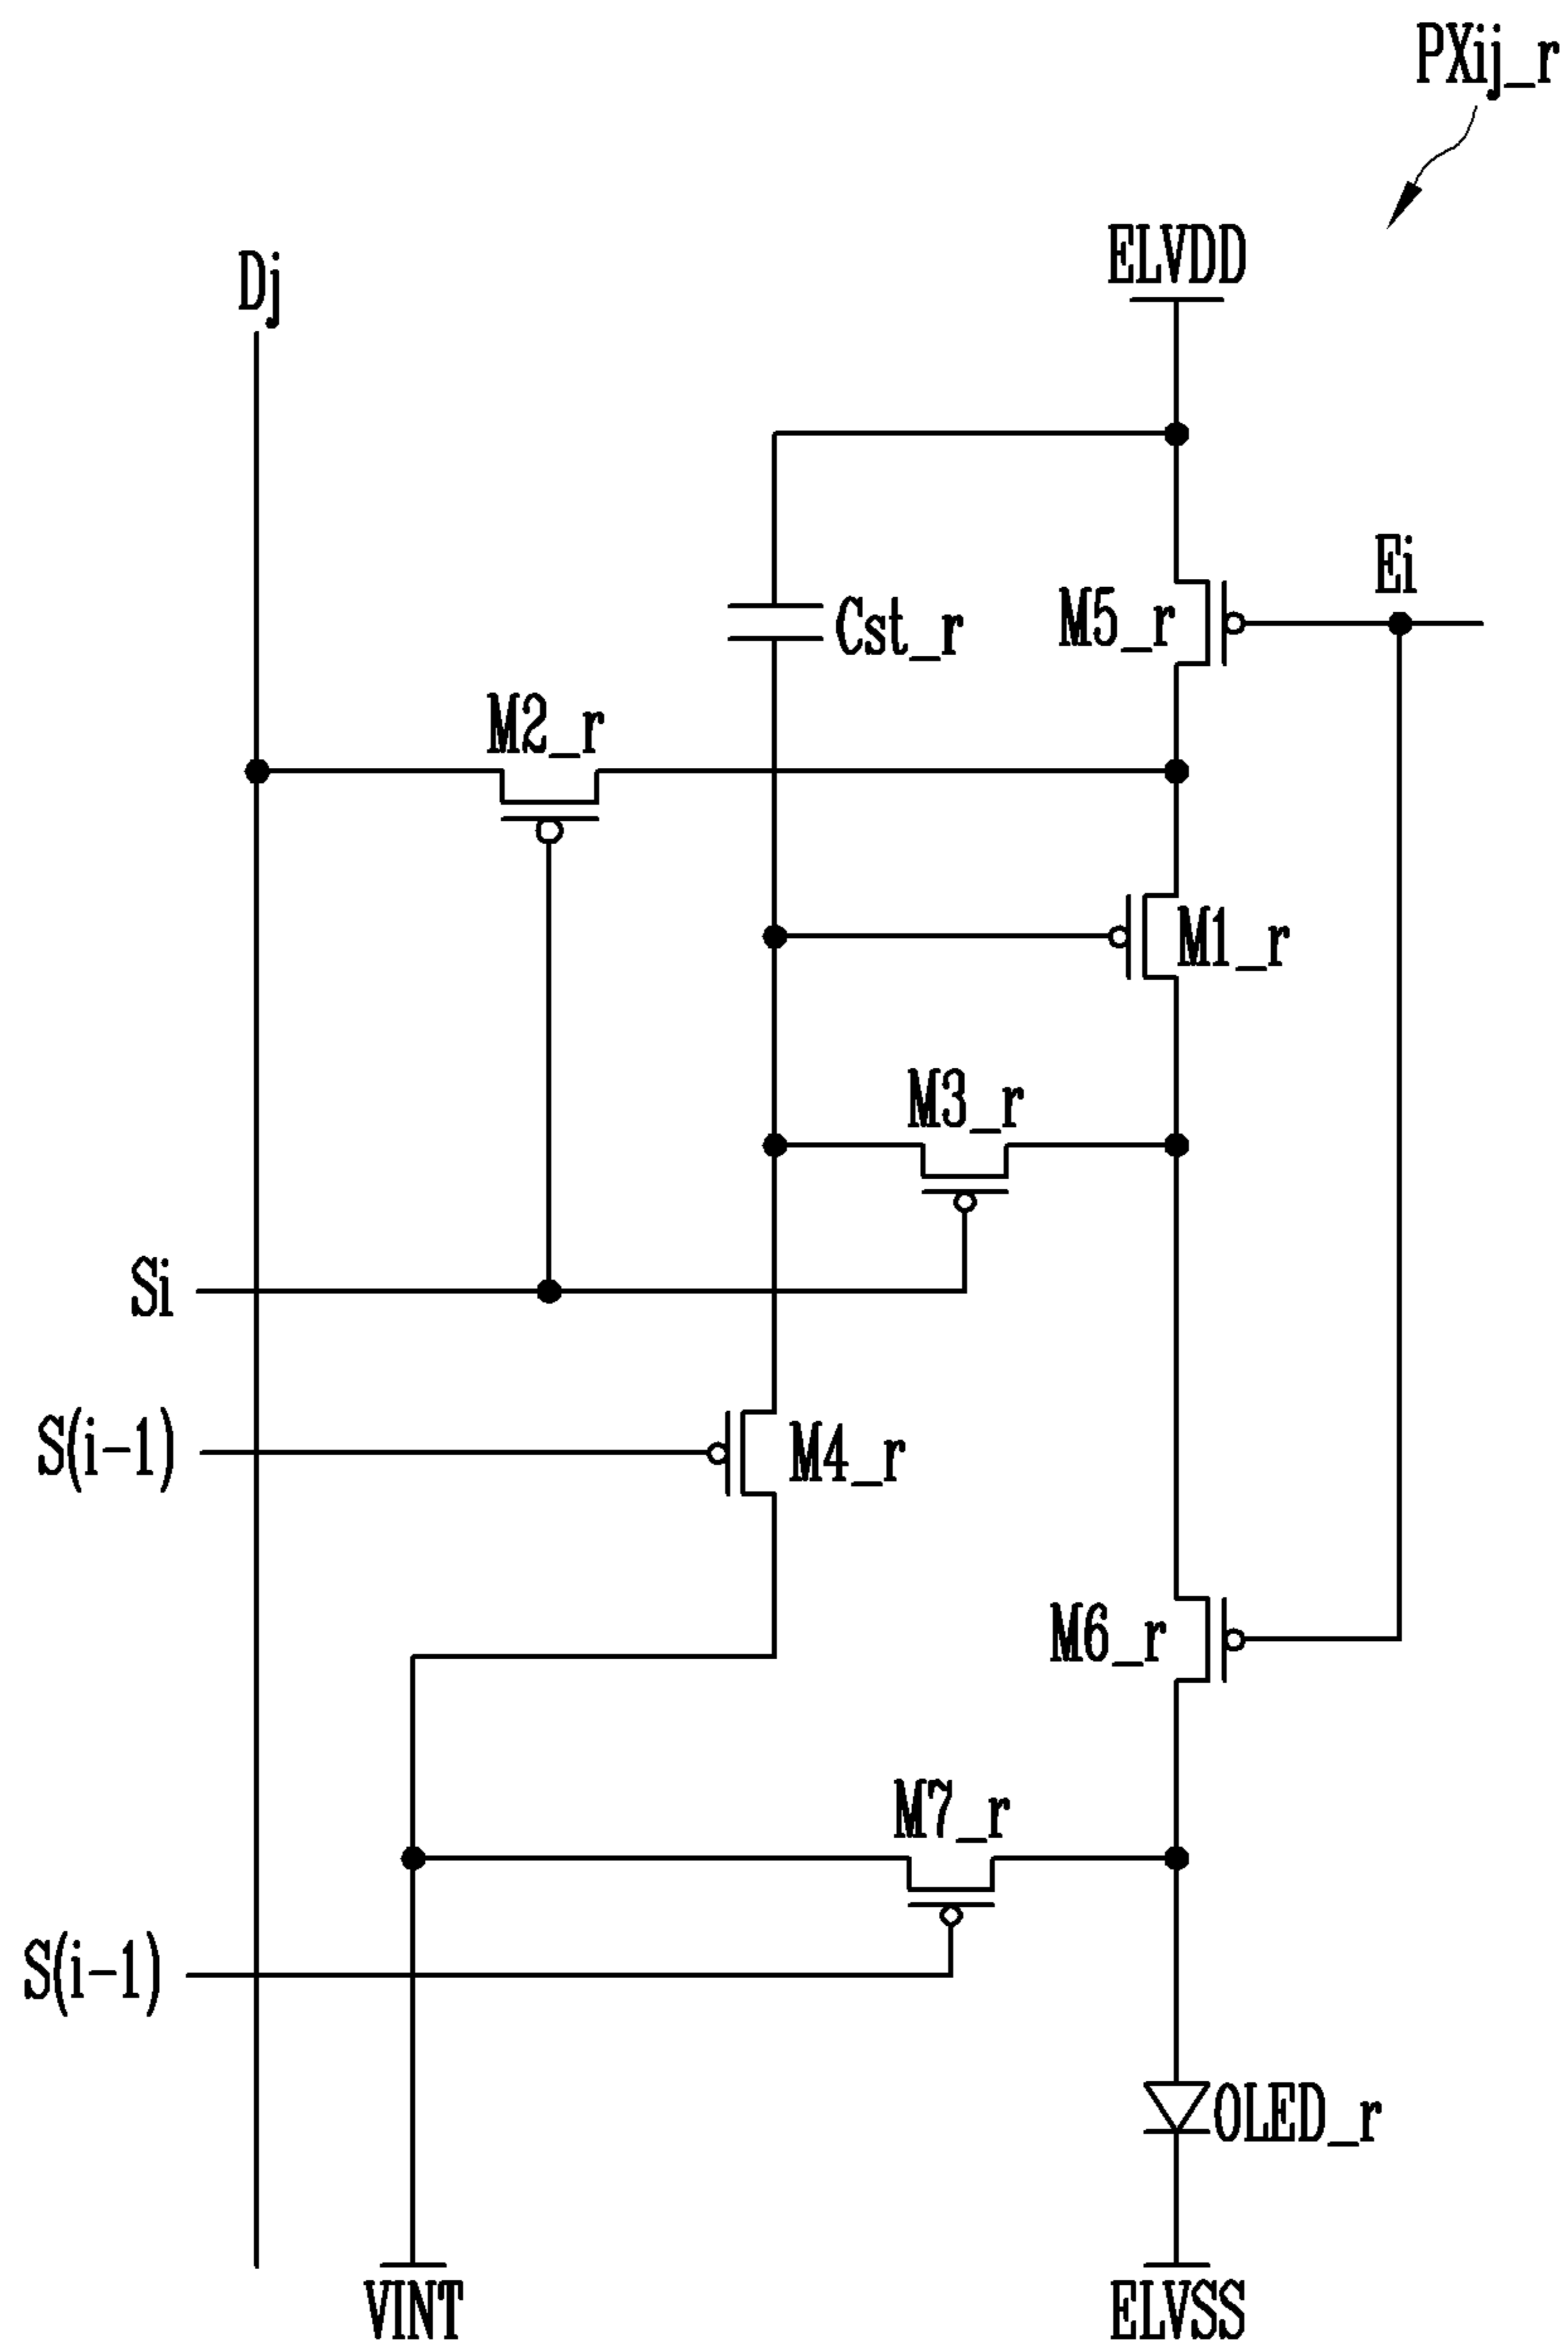 PXij_r
ELVDD
Dj
Ei
M5_r
Cst_r
M2_r
M1_r
M3_r
Si
S(i-1)
M4_r
M6_r
M7_r
S(i-1)
OLED_r
VINT
ELVSS